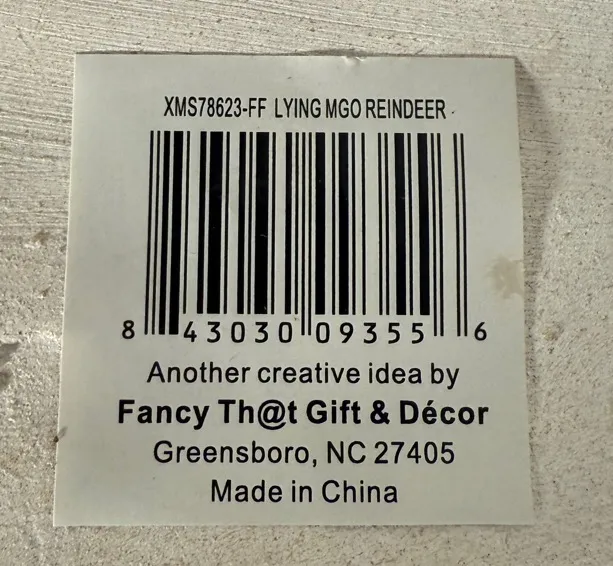 XMS78623-FF LYING MGO REINDEER
8 43030 09355 6
Another creative idea by
Fancy Th@t Gift & Décor
Greensboro, NC 27405
Made in China